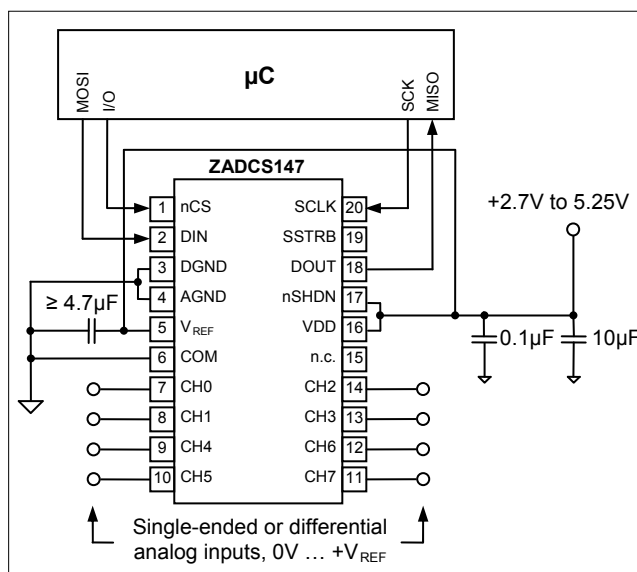 µC
MOSI
I/O
SCK
MISO
ZADCS147
+2.7V to 5.25V
1 nCS SCLK 20
2 DIN SSTRB 19
3 DGND DOUT 18
4 AGND nSHDN 17
≥ 4.7µF
5 VREF VDD 16
0.1µF
10µF
6 COM n.c. 15
7 CH0 CH2 14
8 CH1 CH3 13
9 CH4 CH6 12
10 CH5 CH7 11
Single-ended or differential
analog inputs, 0V … +VREF